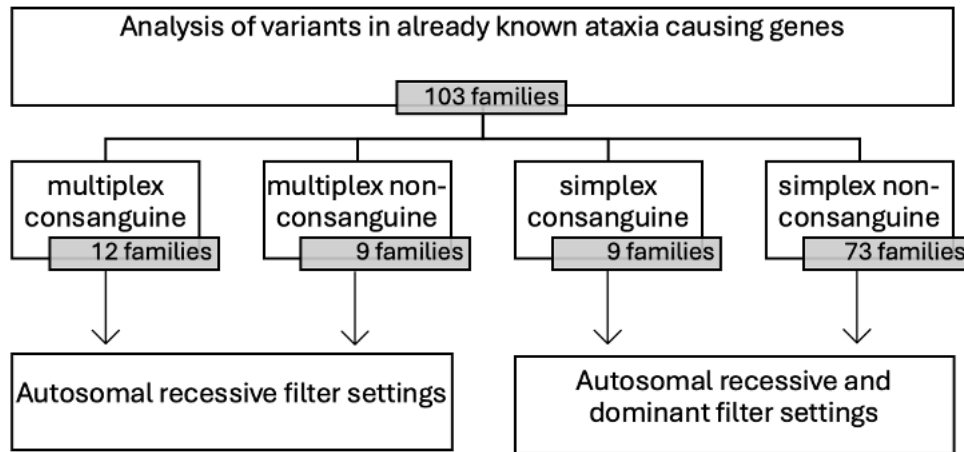 Analysis of variants in already known ataxia causing genes
103 families
multiplex
consanguine
12 families
multiplex non-
consanguine
9 families
simplex
consanguine
9 families
simplex non-
consanguine
73 families
Autosomal recessive filter settings
Autosomal recessive and
dominant filter settings